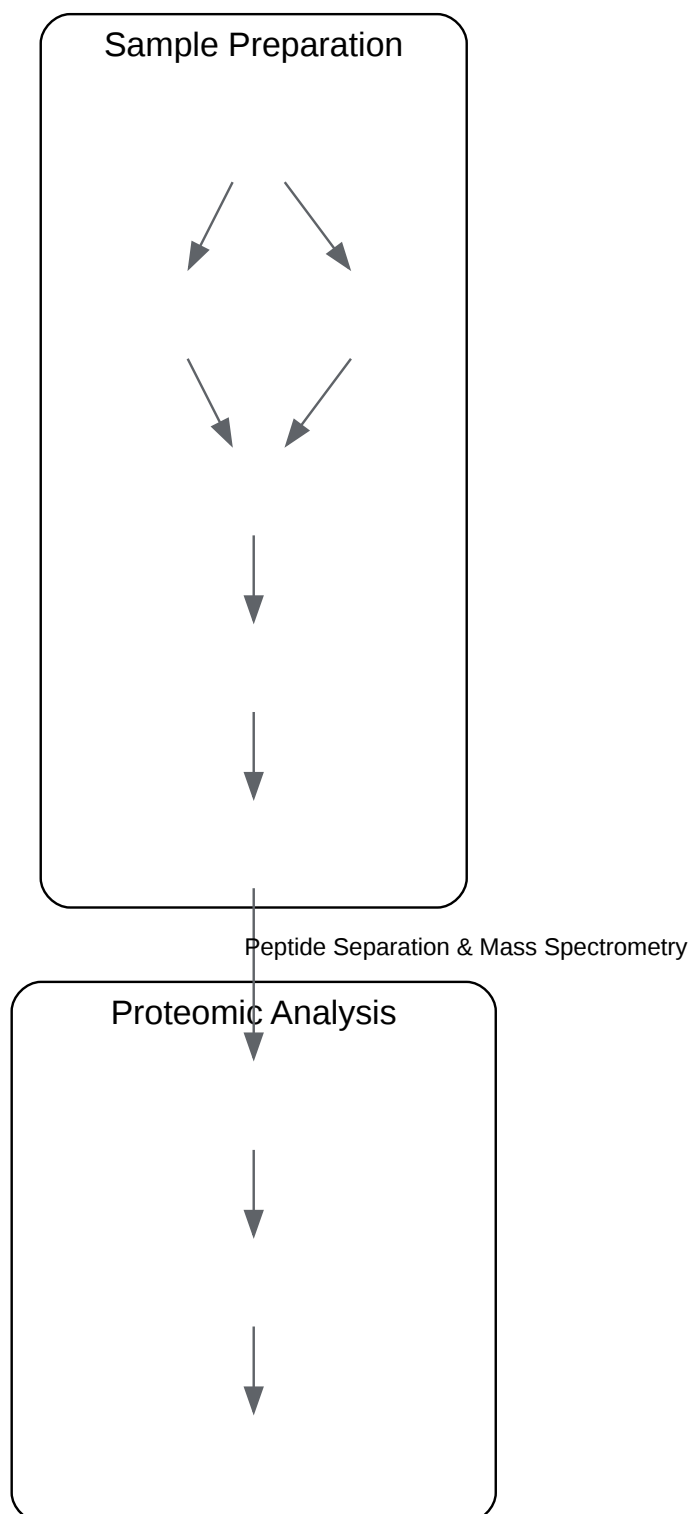 Sample Preparation
Peptide Separation & Mass Spectrometry
Proteomic Analysis